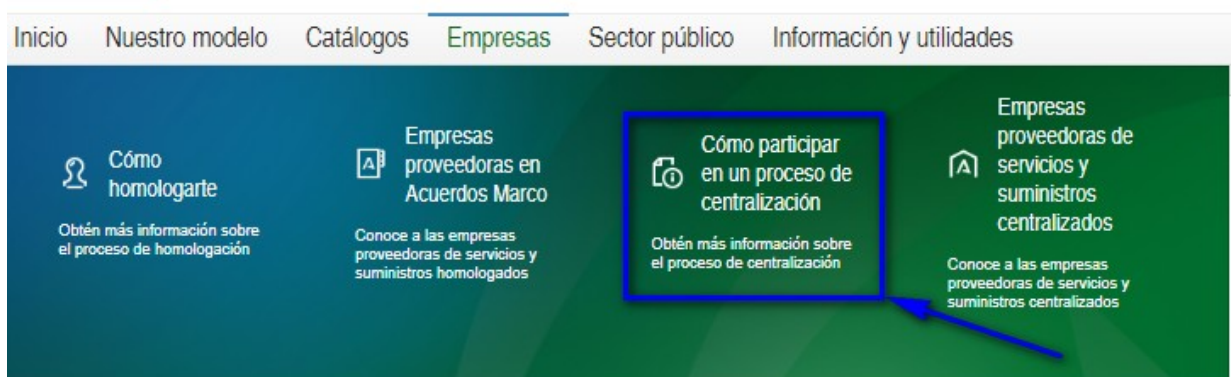 Inicio Nuestro modelo Catálogos Empresas Sector público Información y utilidades
Cómo
homologarte
Obtén más información sobre
el proceso de homologación
Empresas
proveedoras en
Acuerdos Marco
Conoce a las empresas
proveedoras de servicios y
suministros homologados
Cómo participar
en un proceso de
centralización
Obtén más información sobre
el proceso de centralización
Empresas
proveedoras de
servicios y
suministros
centralizados
Conoce a las empresas
proveedoras de servicios y
suministros centralizados